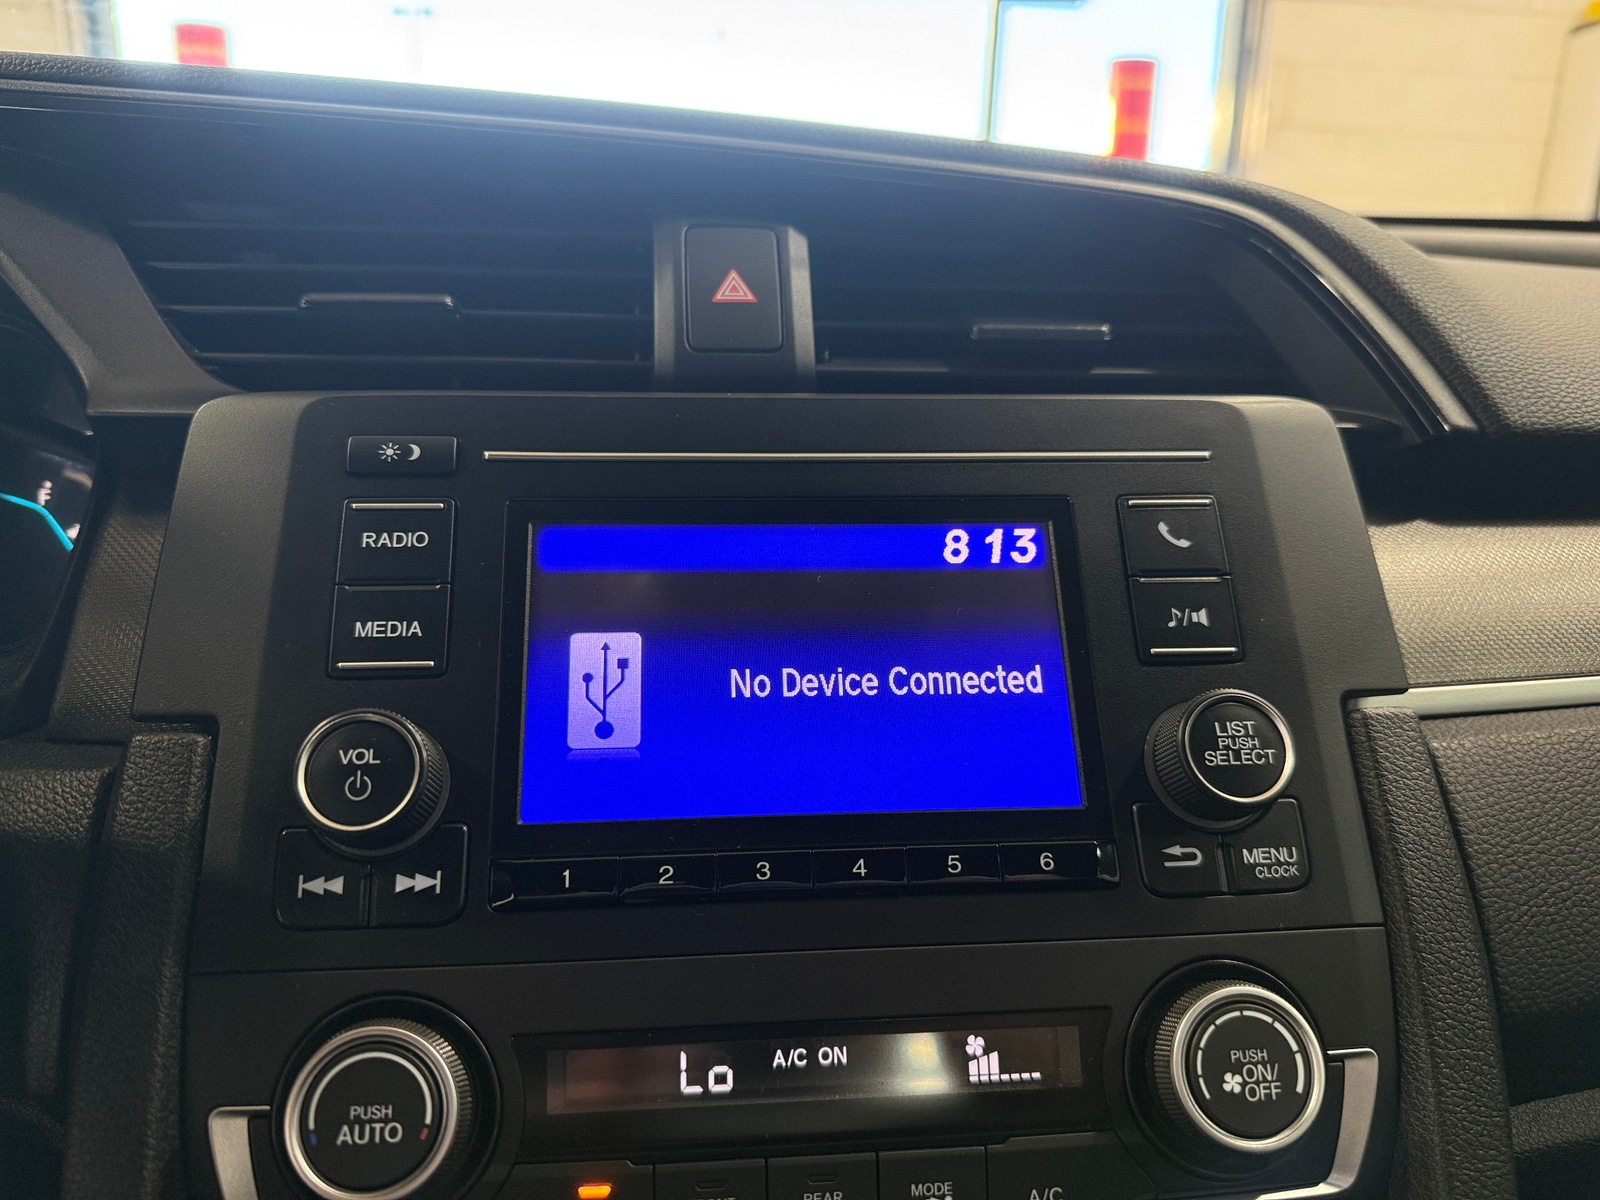 F
RADIO
MEDIA
VOL
8 13
No Device Connected
LIST
PUSH
SELECT
1 2 3 4 5 6
MENU
CLOCK
PUSH
AUTO
Lo
A/C ON
PUSH
ON/
OFF
REAR
MODE
A/C